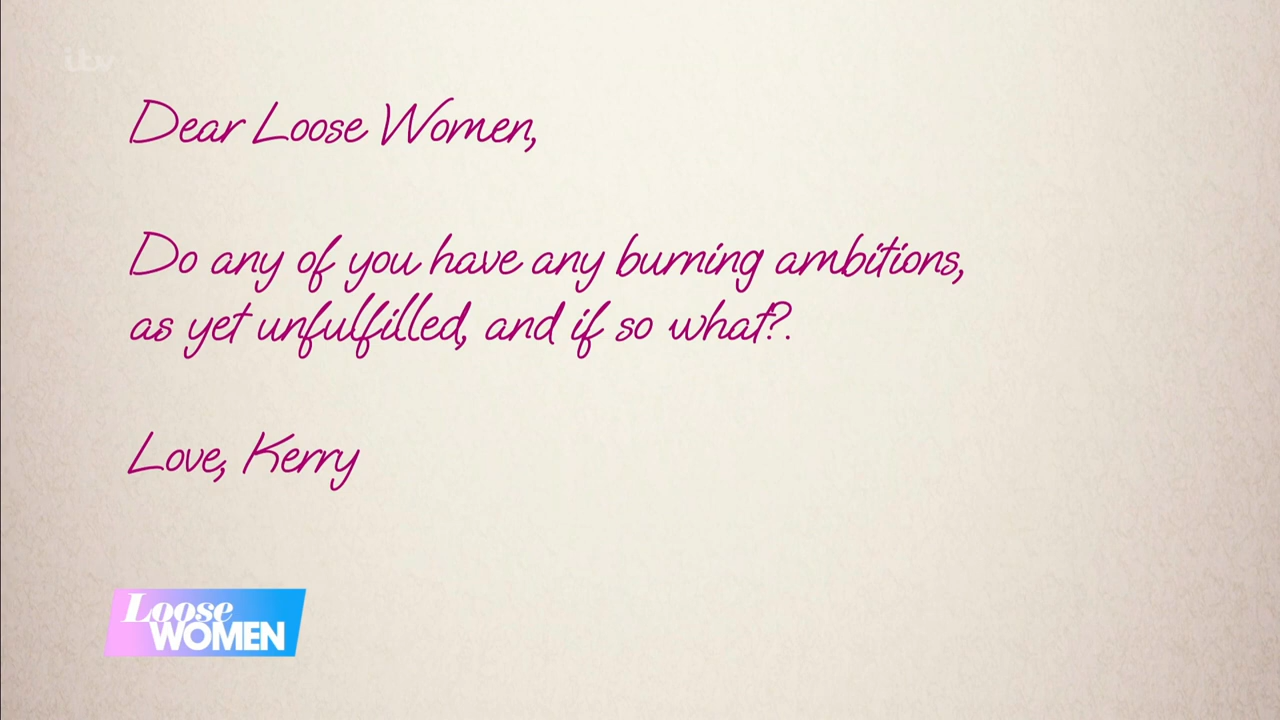 itv
Dear Loose Women,
Do any of you have any burning ambitions,
as yet unfulfilled, and if so what?.
Love, Kerry
Loose
WOMEN